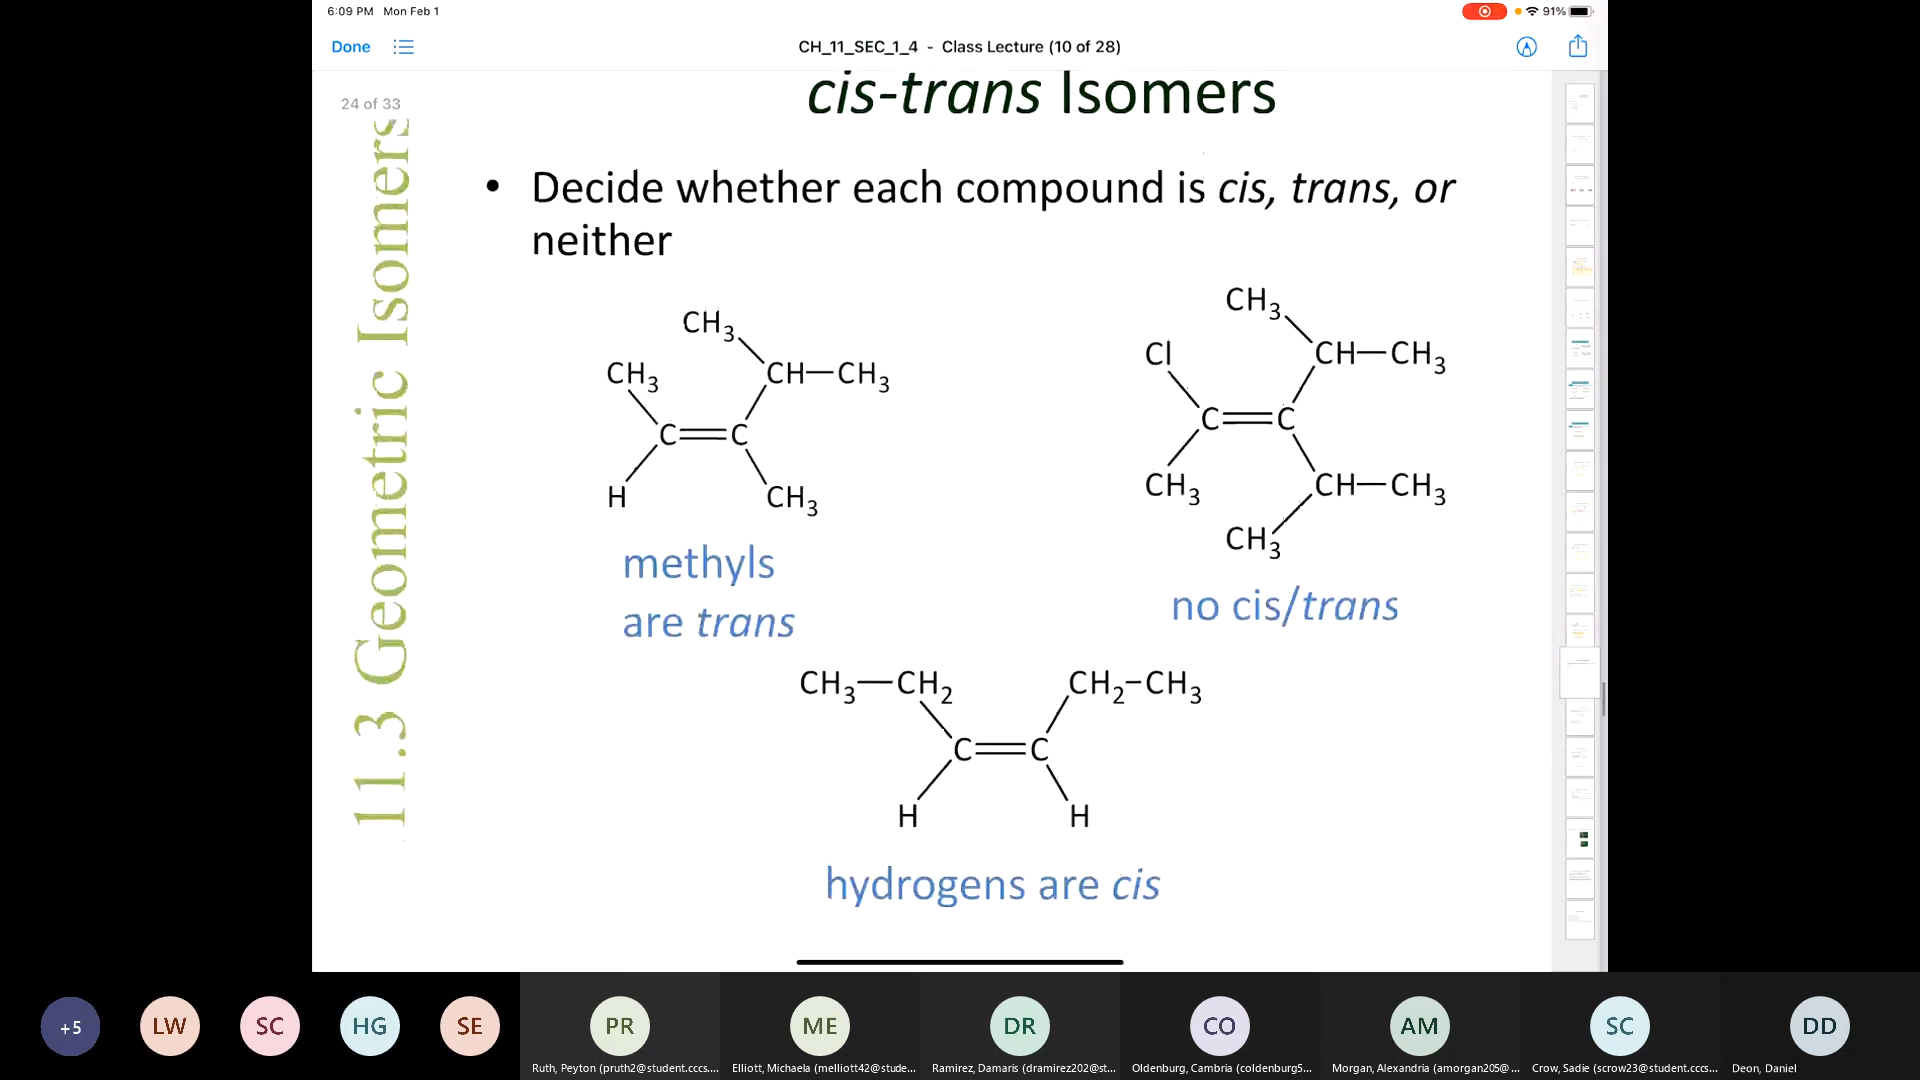 6:09 PM Mon Feb 1
91%
Done
CH_11_SEC_1_4 - Class Lecture (10 of 28)
24 of 33
11.3 Geometric Isomers
cis-trans Isomers
• Decide whether each compound is cis, trans, or
neither
CH3
CH3
CH—CH3
C=C
H
CH3
methyls
are trans
CH3
Cl
CH—CH3
C=C
CH3
CH—CH3
CH3
no cis/trans
CH3—CH2
CH2–CH3
C=C
H
H
hydrogens are cis
+5
LW
SC
HG
SE
PR
ME
DR
CO
AM
SC
DD
Ruth, Peyton (pruth2@student.cccs....
Elliott, Michaela (melliott42@stude...
Ramirez, Damaris (dramirez202@st...
Oldenburg, Cambria (coldenburg5...
Morgan, Alexandria (amorgan205@...
Crow, Sadie (scrow23@student.cccs...
Deon, Daniel